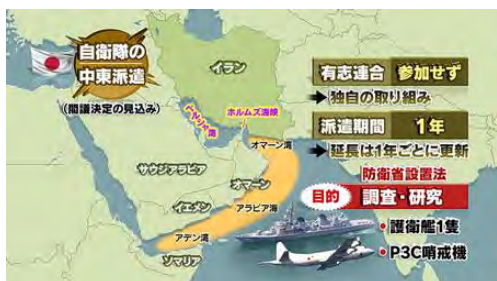 自衛隊の
中東派遣
(閣議決定の見込み)
イラン
ペルシャ湾
ホルムズ海峡
オマーン湾
サウジアラビア
オマーン
イエメン
アラビア海
アデン湾
ソマリア
有志連合 参加せず
➡独自の取り組み
派遣期間 1年
➡延長は1年ごとに更新
防衛省設置法
目的 調査・研究
・護衛艦1隻
・P3C哨戒機